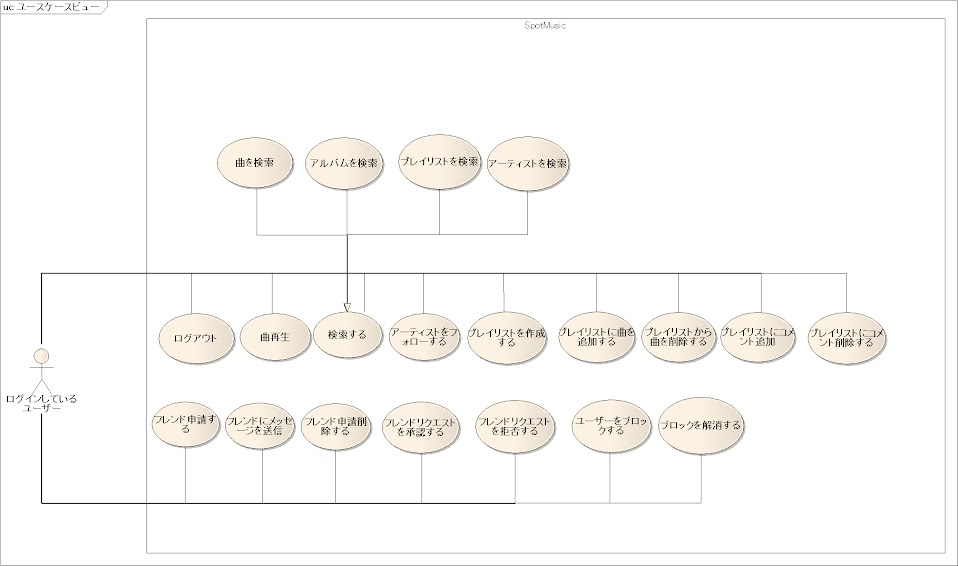 uc ユースケースビュー
SpotMusic
曲を検索
アルバムを検索
プレイリストを検索
アーティストを検索
ログアウト
曲再生
検索する
アーティストをフ
ォローする
プレイリストを作成
する
プレイリストに曲を
追加する
プレイリストから
曲を削除する
プレイリストにコメ
ント追加
プレイリストにコメ
ント削除する
ログインしている
ユーザー
フレンド申請す
る
フレンドにメッセ
ージを送信
フレンド申請削
除する
フレンドリクエスト
を承認する
フレンドリクエスト
を拒否する
ユーザーをブロッ
クする
ブロックを解消する